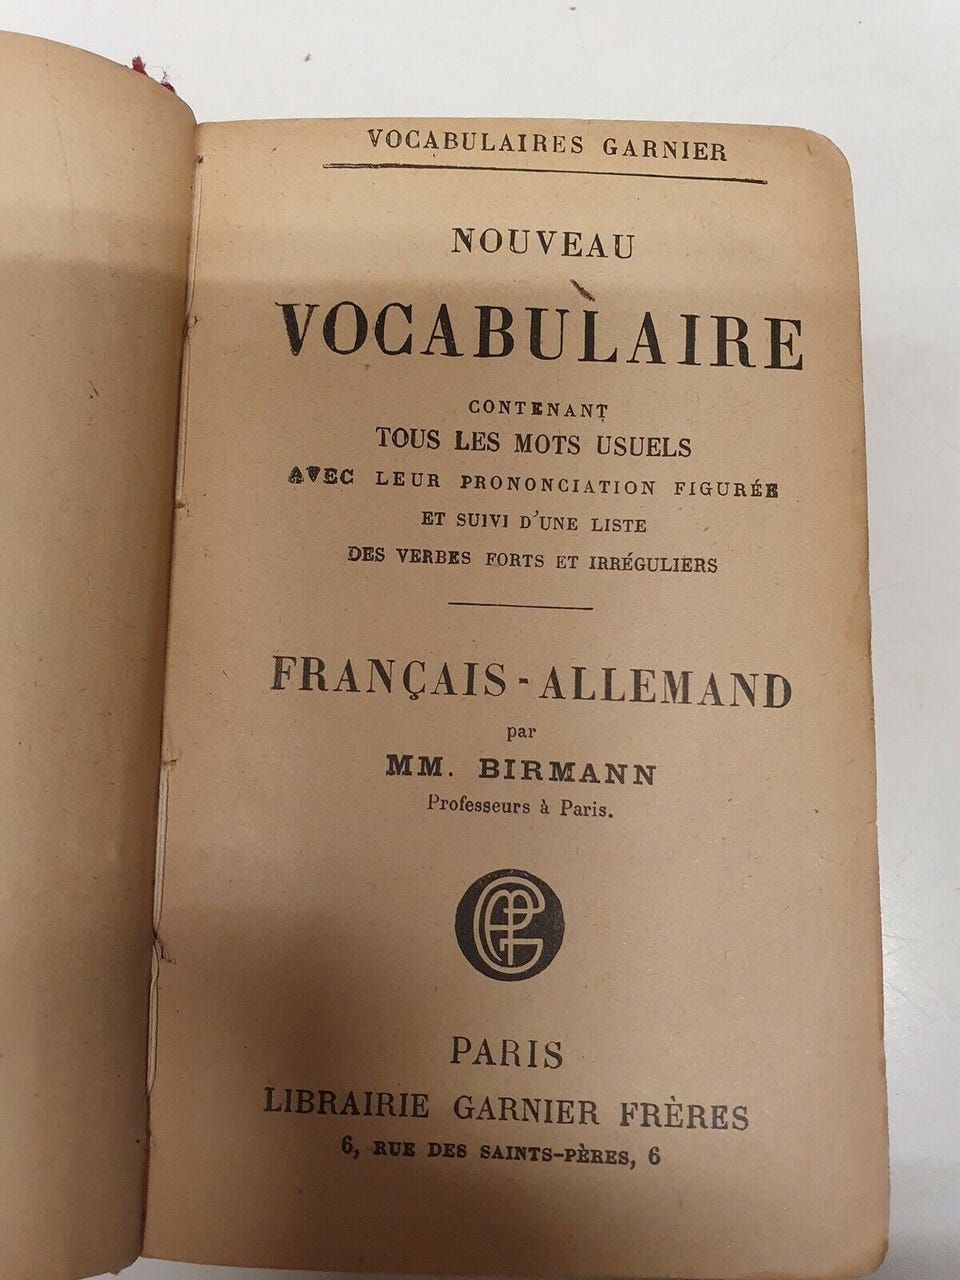 VOCABULAIRES GARNIER
NOUVEAU
VOCABULAIRE
CONTENANT
TOUS LES MOTS USUELS
AVEC LEUR PRONONCIATION FIGURÉE
ET SUIVI D'UNE LISTE
DES VERBES FORTS ET IRRÉGULIERS
FRANÇAIS-ALLEMAND
par
MM. BIRMANN
Professeurs à Paris.
PARIS
LIBRAIRIE GARNIER FRÈRES
6, RUE DES SAINTS-PÈRES, 6